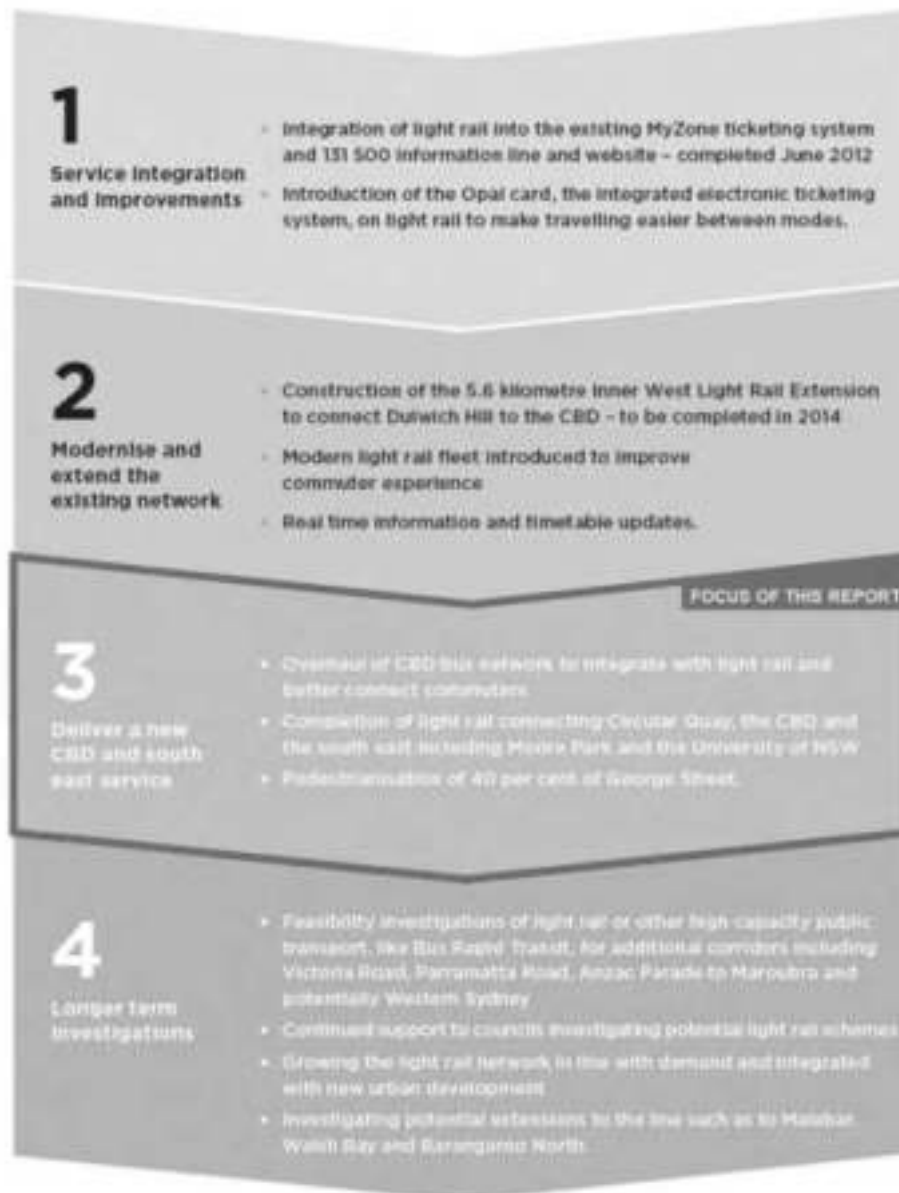 1
Service integration
and improvements
• Integration of light rail into the existing MyZone ticketing system
and 131 500 information line and website – completed June 2012
• Introduction of the Opal card, the integrated electronic ticketing
system, on light rail to make travelling easier between modes.
2
Modernise and
extend the
existing network
• Construction of the 5.6 kilometre Inner West Light Rail Extension
to connect Dulwich Hill to the CBD – to be completed in 2014
• Modern light rail fleet introduced to improve
commuter experience
• Real time information and timetable updates.
FOCUS OF THIS REPORT
3
Deliver a new
CBD and south
east service
• Overhaul of CBD bus network to integrate with light rail and
better connect commuters
• Completion of light rail connecting Circular Quay, the CBD and
the south east including Moore Park and the University of NSW
• Pedestrianisation of 40 per cent of George Street.
4
Longer term
investigations
• Feasibility investigations of light rail or other high capacity public
transport, like Bus Rapid Transit, for additional corridors including
Victoria Road, Parramatta Road, Anzac Parade to Maroubra and
potentially Western Sydney
• Continued support to councils investigating potential light rail schemes
• Growing the light rail network in line with demand and integrated
with new urban development
• Investigating potential extensions to the line such as to Malabar,
Walsh Bay and Barangaroo North.